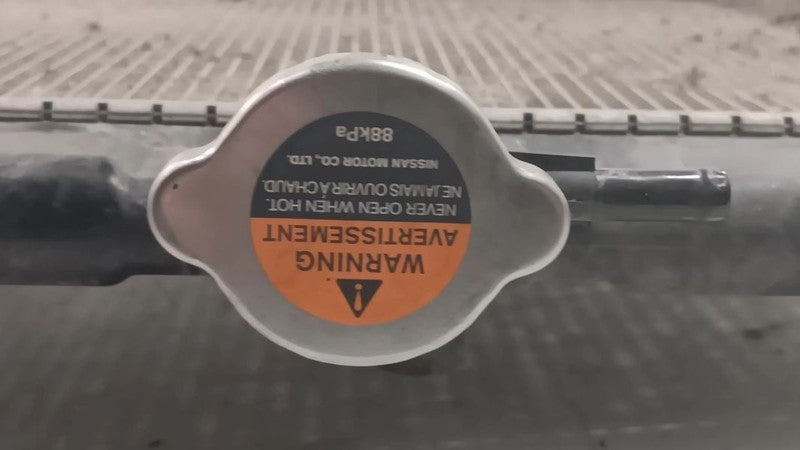 WARNING
AVERTISSEMENT
NEVER OPEN WHEN HOT.
NE JAMAIS OUVRIR À CHAUD.
NISSAN MOTOR CO., LTD.
88kPa